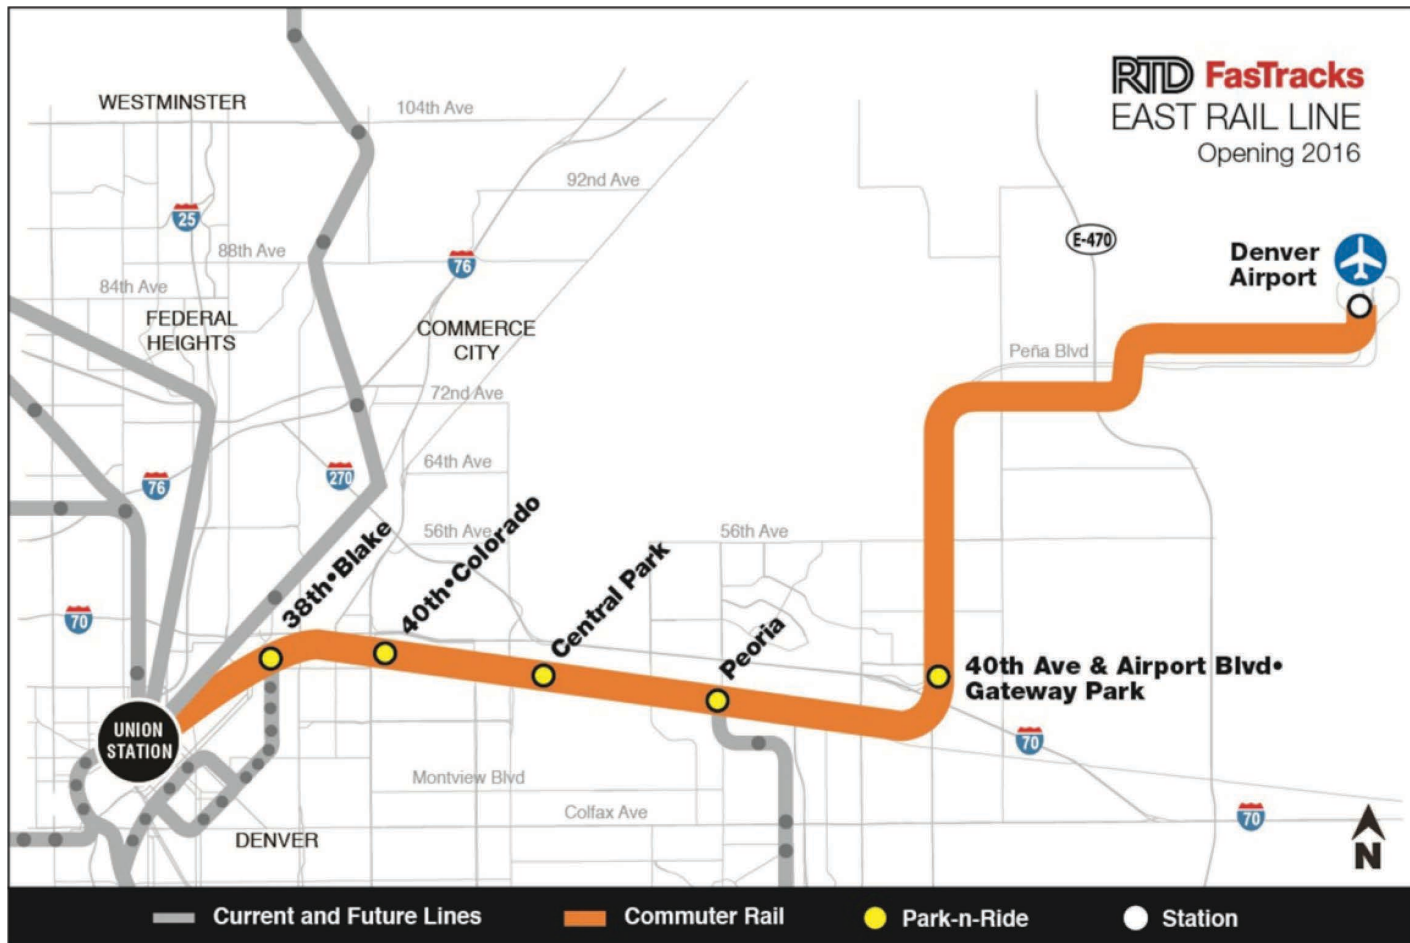 RTD FasTracks
EAST RAIL LINE
Opening 2016
WESTMINSTER
104th Ave
92nd Ave
25
E-470
88th Ave
76
Denver
Airport
84th Ave
FEDERAL
HEIGHTS
COMMERCE
CITY
Peña Blvd
72nd Ave
64th Ave
270
76
56th Ave
56th Ave
38th•Blake
40th•Colorado
Central Park
Peoria
70
40th Ave & Airport Blvd•
Gateway Park
UNION
STATION
70
Montview Blvd
Colfax Ave
70
DENVER
N
Current and Future Lines
Commuter Rail
Park-n-Ride
Station